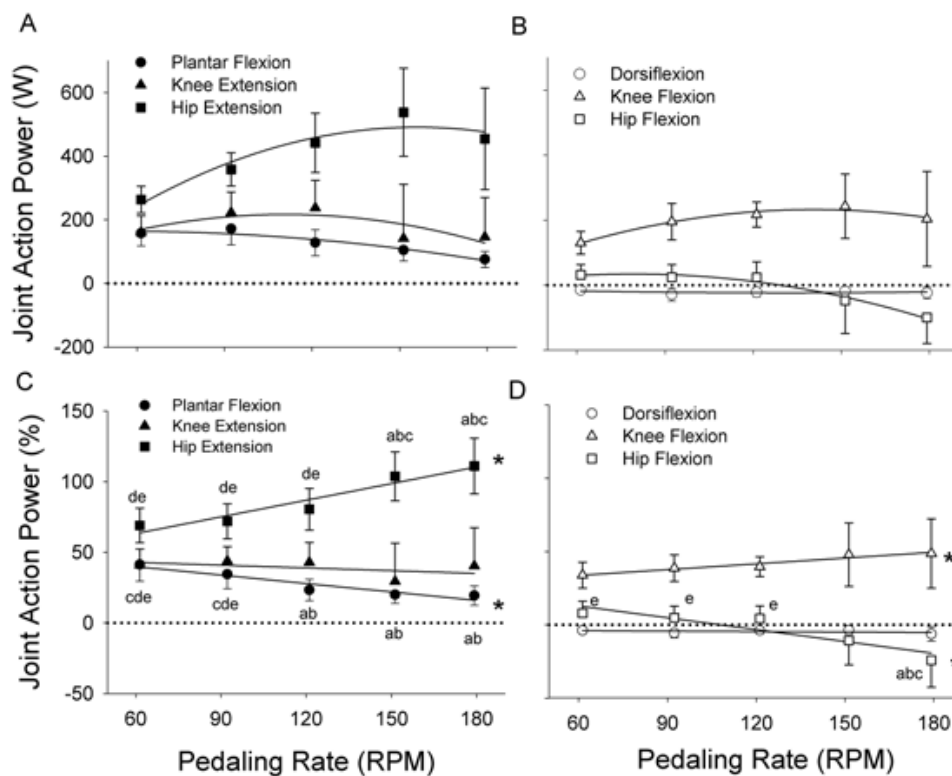 A
Plantar Flexion
Knee Extension
Hip Extension
Joint Action Power (W)
600
400
200
0
-200
B
Dorsiflexion
Knee Flexion
Hip Flexion
C
Plantar Flexion
Knee Extension
Hip Extension
Joint Action Power (%)
150
100
50
0
-50
de
de
de
abc
abc
*
cde
cde
ab
ab
ab
*
60
90
120
150
180
Pedaling Rate (RPM)
D
Dorsiflexion
Knee Flexion
Hip Flexion
*
e
e
e
abc
60
90
120
150
180
Pedaling Rate (RPM)